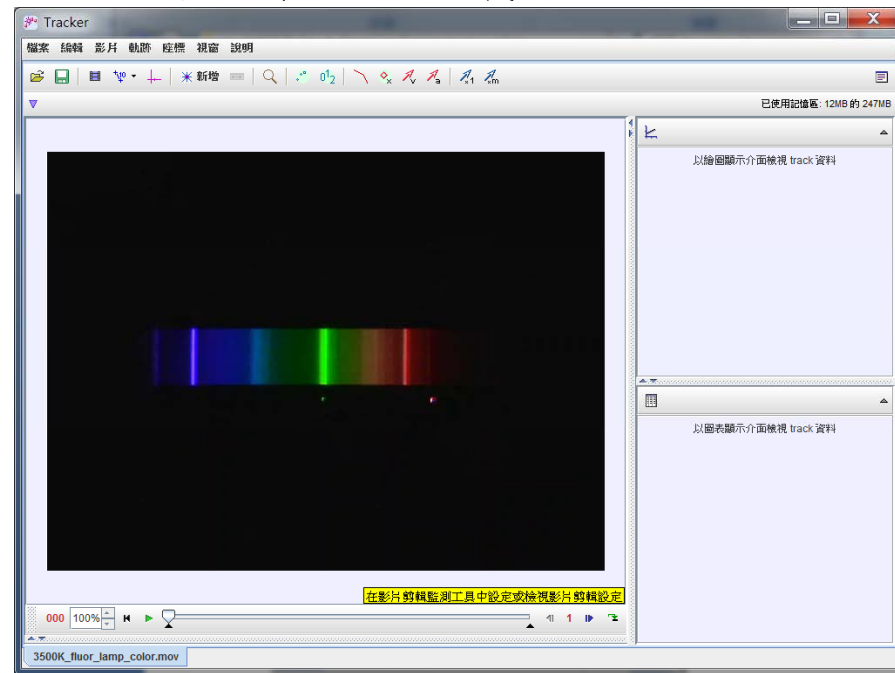 Tracker
檔案 編輯 影片 軌跡 座標 視窗 說明
新增
已使用記憶區: 12MB 的 247MB
以繪圖顯示介面檢視 track 資料
以圖表顯示介面檢視 track 資料
在影片剪輯監測工具中設定或檢視影片剪輯設定
000 100% 1
3500K_fluor_lamp_color.mov